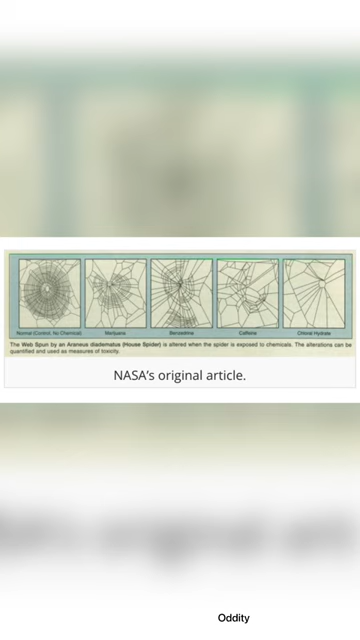 Normal (Control, No Chemical)
Marijuana
Benzedrine
Caffeine
Chloral Hydrate
The Web Spun by an Araneus diadematus (House Spider) is altered when the spider is exposed to chemicals. The alterations can be
quantified and used as measures of toxicity.
NASA's original article.
Oddity